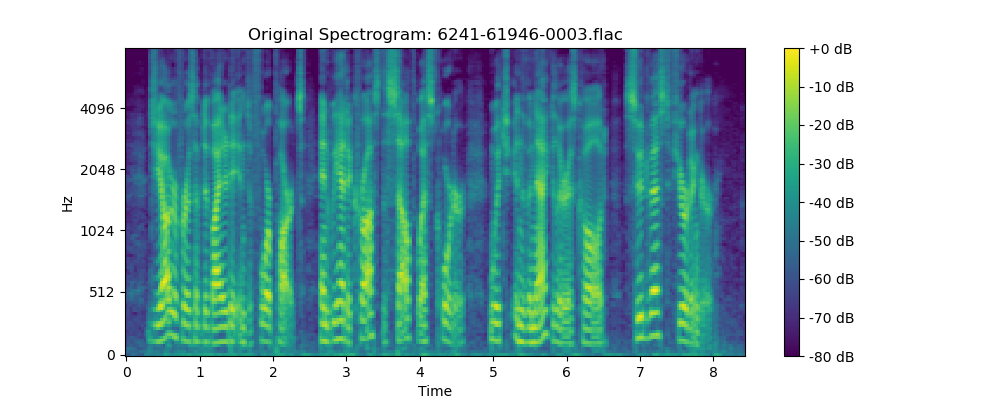 Original Spectrogram: 6241-61946-0003.flac
Hz
4096
2048
1024
512
0
0 1 2 3 4 5 6 7 8
Time
+0 dB
-10 dB
-20 dB
-30 dB
-40 dB
-50 dB
-60 dB
-70 dB
-80 dB